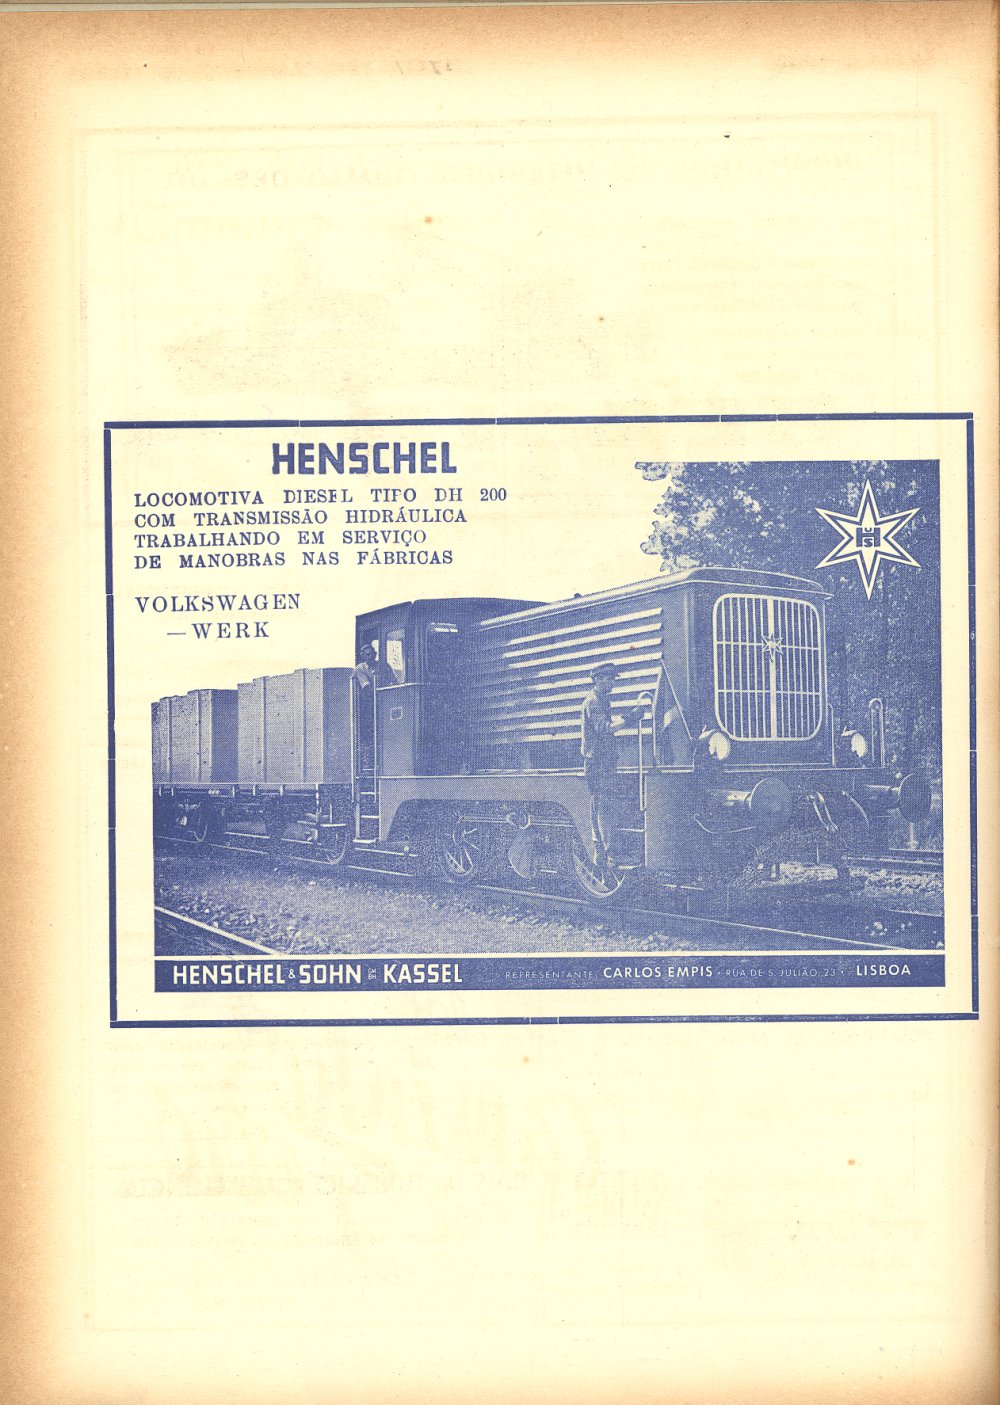 HENSCHEL
LOCOMOTIVA DIESEL TIPO DH 200
COM TRANSMISSÃO HIDRÁULICA
TRABALHANDO EM SERVIÇO
DE MANOBRAS NAS FÁBRICAS
VOLKSWAGEN
—WERK
HENSCHEL & SOHN GMBH KASSEL REPRESENTANTE CARLOS EMPIS • RUA DE S. JULIÃO, 23 • LISBOA